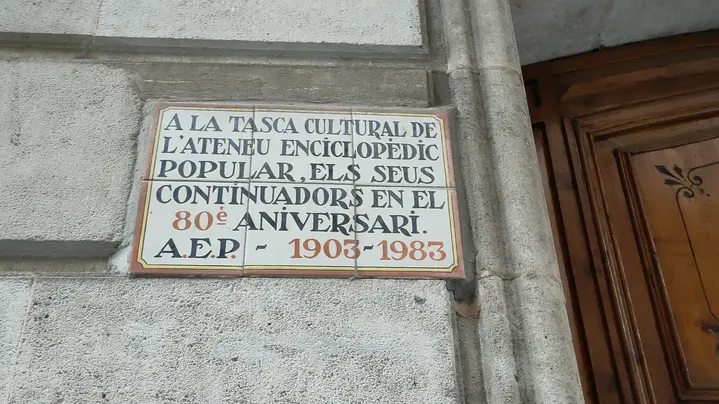 A LA TASCA CULTURAL DE
L'ATENEU ENCICLOPÈDIC
POPULAR, ELS SEUS
CONTINUADORS EN EL
80è ANIVERSARI.
A.E.P. - 1903-1983